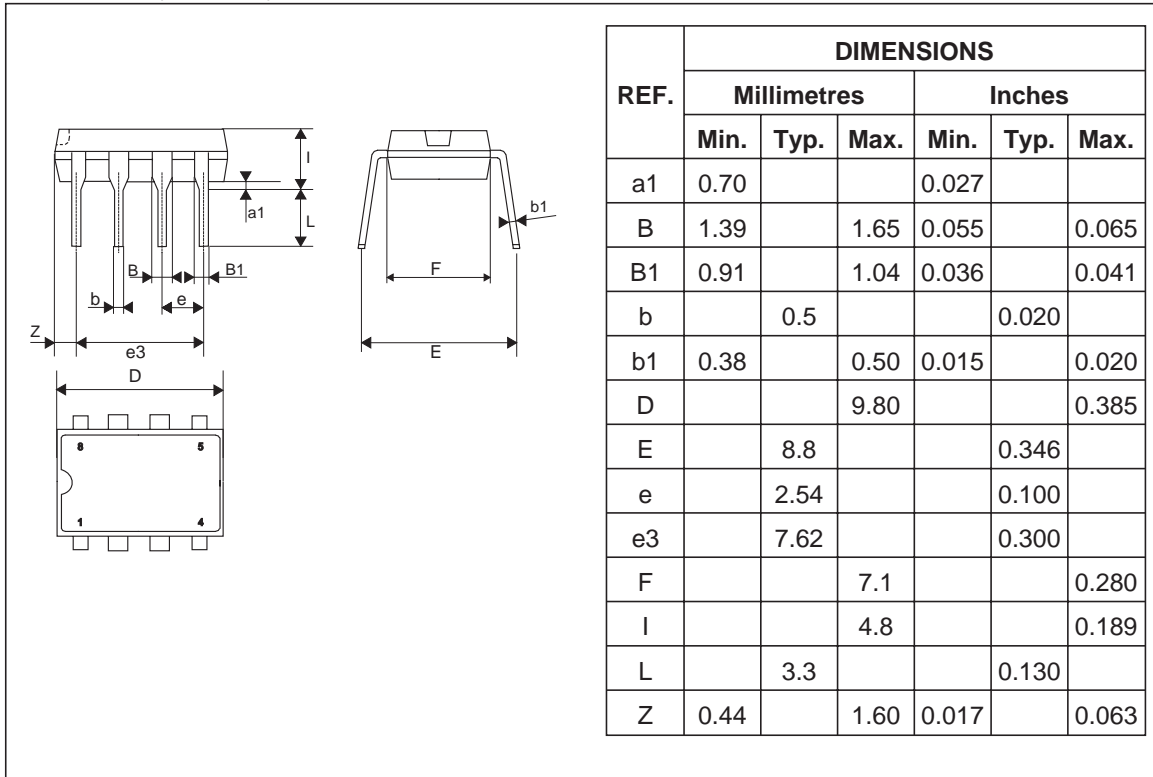 I
a1
L
b1
B
B1
F
b
e
Z
e3
E
D
8 5
1 4
REF. DIMENSIONS
Millimetres Inches
Min. Typ. Max. Min. Typ. Max.
a1 0.70 0.027
B 1.39 1.65 0.055 0.065
B1 0.91 1.04 0.036 0.041
b 0.5 0.020
b1 0.38 0.50 0.015 0.020
D 9.80 0.385
E 8.8 0.346
e 2.54 0.100
e3 7.62 0.300
F 7.1 0.280
I 4.8 0.189
L 3.3 0.130
Z 0.44 1.60 0.017 0.063